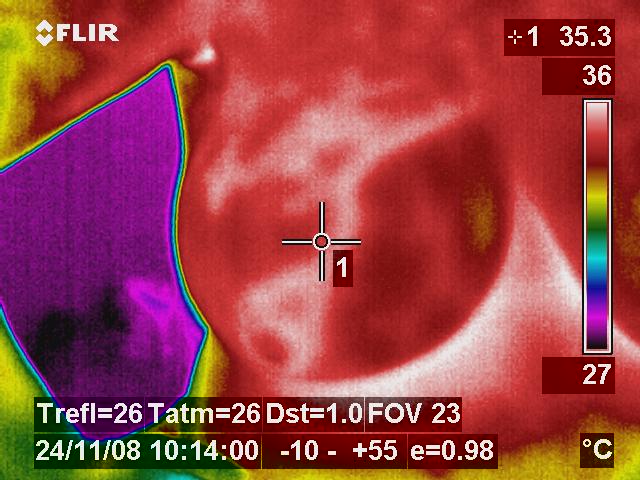 FLIR
1 35.3
36
1
27
Trefl=26 Tatm=26 Dst=1.0 FOV 23
24/11/08 10:14:00 -10 - +55 e=0.98 °C